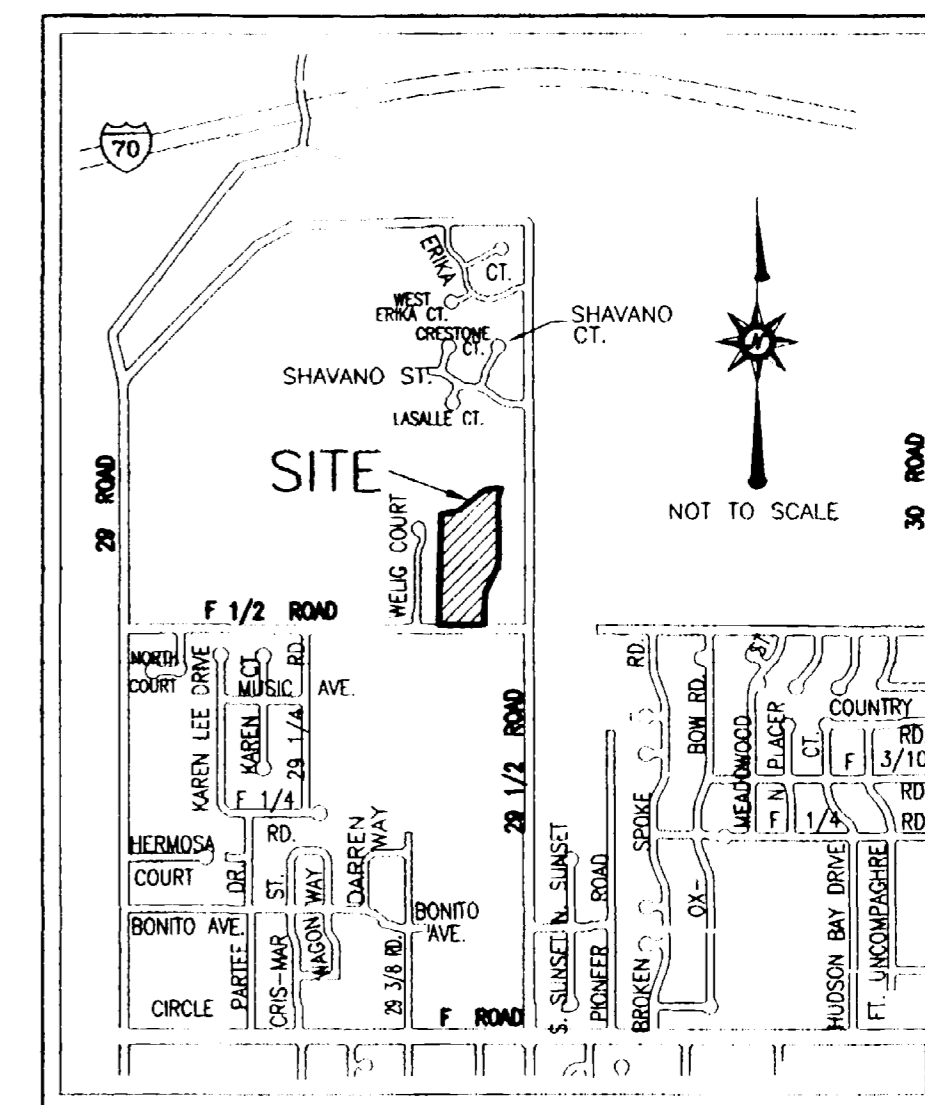 70
ERIKA
CT.
WEST
ERIKA CT.
CRESTONE
CT.
SHAVANO
CT.
SHAVANO ST.
LASALLE CT.
N
SITE
NOT TO SCALE
29 ROAD
30 ROAD
WELIG COURT
F 1/2 ROAD
NORTH
COURT
KAREN LEE DRIVE
KAREN CT
MUSIC AVE.
29 1/4 RD.
F 1/4
RD.
29 1/2 ROAD
HERMOSA
COURT
PARTEE DR.
CRIS-MAR ST.
WAGON WAY
DARREN
WAY
BONITO AVE.
BONITO
AVE.
CIRCLE
29 3/8 RD.
F ROAD
S. SUNSET N. SUNSET
PIONEER ROAD
BROKEN SPOKE RD.
OX-BOW RD.
MEADOWOOD ST.
N PLACER CT.
COUNTRY
F 3/10 RD
F 1/4 RD
RD
HUDSON BAY DRIVE
FT. UNCOMPAGHRE